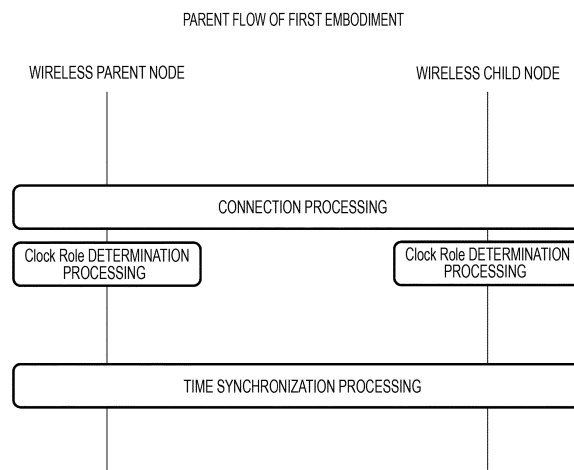 PARENT FLOW OF FIRST EMBODIMENT
WIRELESS PARENT NODE
WIRELESS CHILD NODE
CONNECTION PROCESSING
Clock Role DETERMINATION
PROCESSING
Clock Role DETERMINATION
PROCESSING
TIME SYNCHRONIZATION PROCESSING